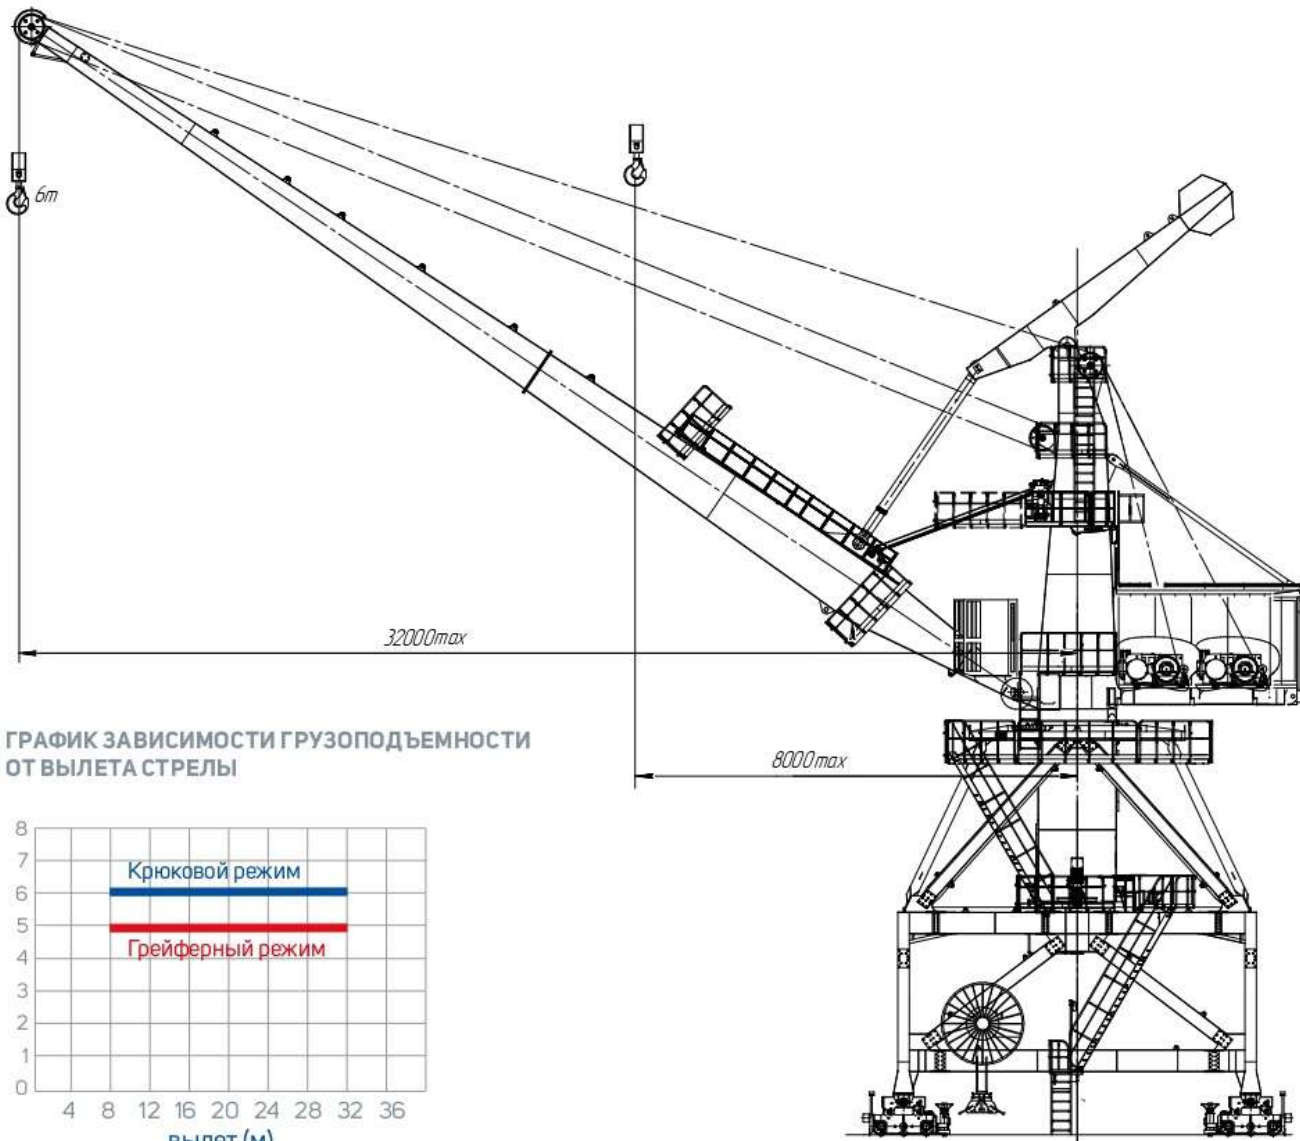 6т
32000max
8000max
ГРАФИК ЗАВИСИМОСТИ ГРУЗОПОДЪЕМНОСТИ
ОТ ВЫЛЕТА СТРЕЛЫ
8
7
6
5
4
3
2
1
0
Крюковой режим
Грейферный режим
4 8 12 16 20 24 28 32 36
вылет (м)